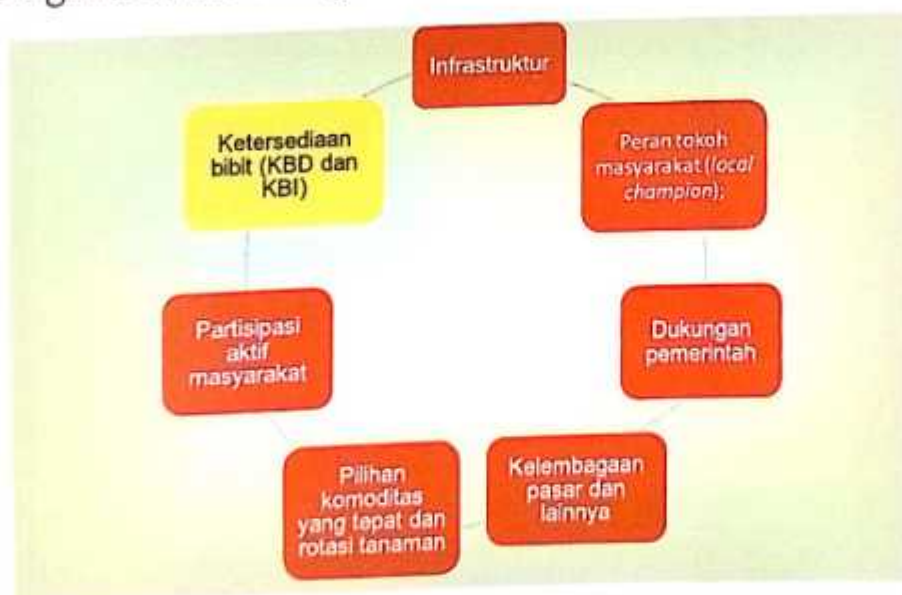 Infrastruktur
Peran tokoh
masyarakat (local
champion);
Dukungan
pemerintah
Kelembagaan
pasar dan
lainnya
Pilihan
komoditas
yang tepat dan
rotasi tanaman
Partisipasi
aktif
masyarakat
Ketersediaan
bibit (KBD dan
KBI)